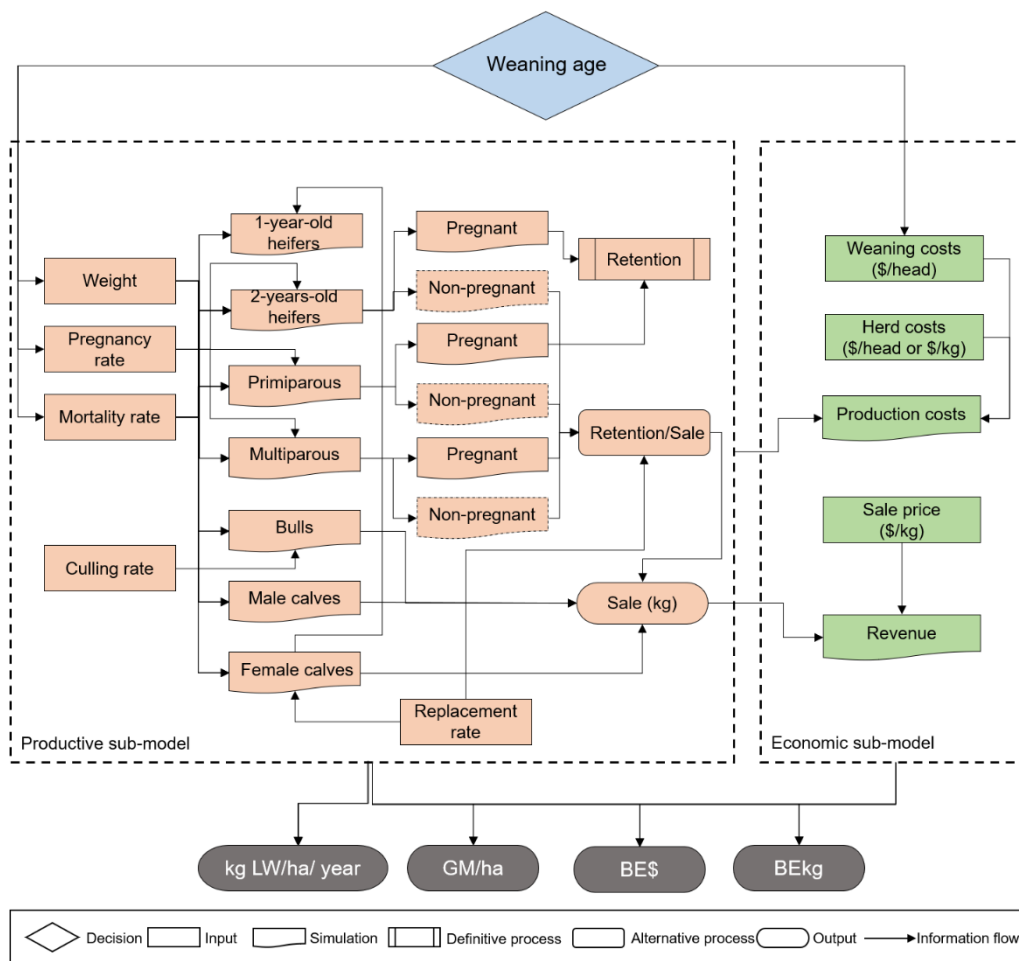 Weaning age
1-year-old
heifers
Pregnant
Weight
2-years-old
heifers
Non-pregnant
Retention
Pregnancy
rate
Primiparous
Pregnant
Mortality rate
Non-pregnant
Multiparous
Pregnant
Retention/Sale
Non-pregnant
Bulls
Culling rate
Male calves
Sale (kg)
Female calves
Replacement
rate
Productive sub-model
Weaning costs
($/head)
Herd costs
($/head or $/kg)
Production costs
Sale price
($/kg)
Revenue
Economic sub-model
kg LW/ha/ year
GM/ha
BE$
BEkg
Decision
Input
Simulation
Definitive process
Alternative process
Output
Information flow